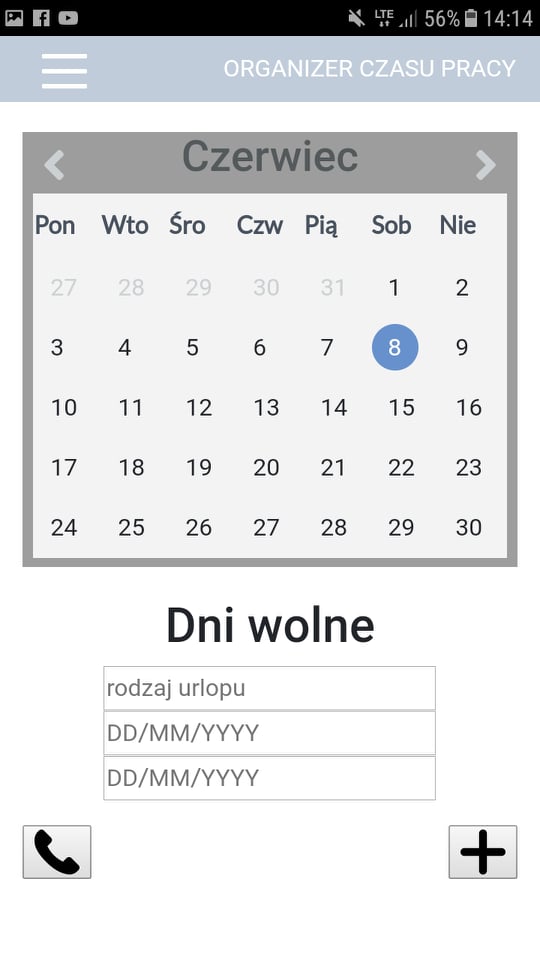 LTE 56% 14:14
ORGANIZER CZASU PRACY
Czerwiec
Pon Wto Śro Czw Pią Sob Nie
27 28 29 30 31 1 2
3 4 5 6 7 8 9
10 11 12 13 14 15 16
17 18 19 20 21 22 23
24 25 26 27 28 29 30
Dni wolne
rodzaj urlopu
DD/MM/YYYY
DD/MM/YYYY